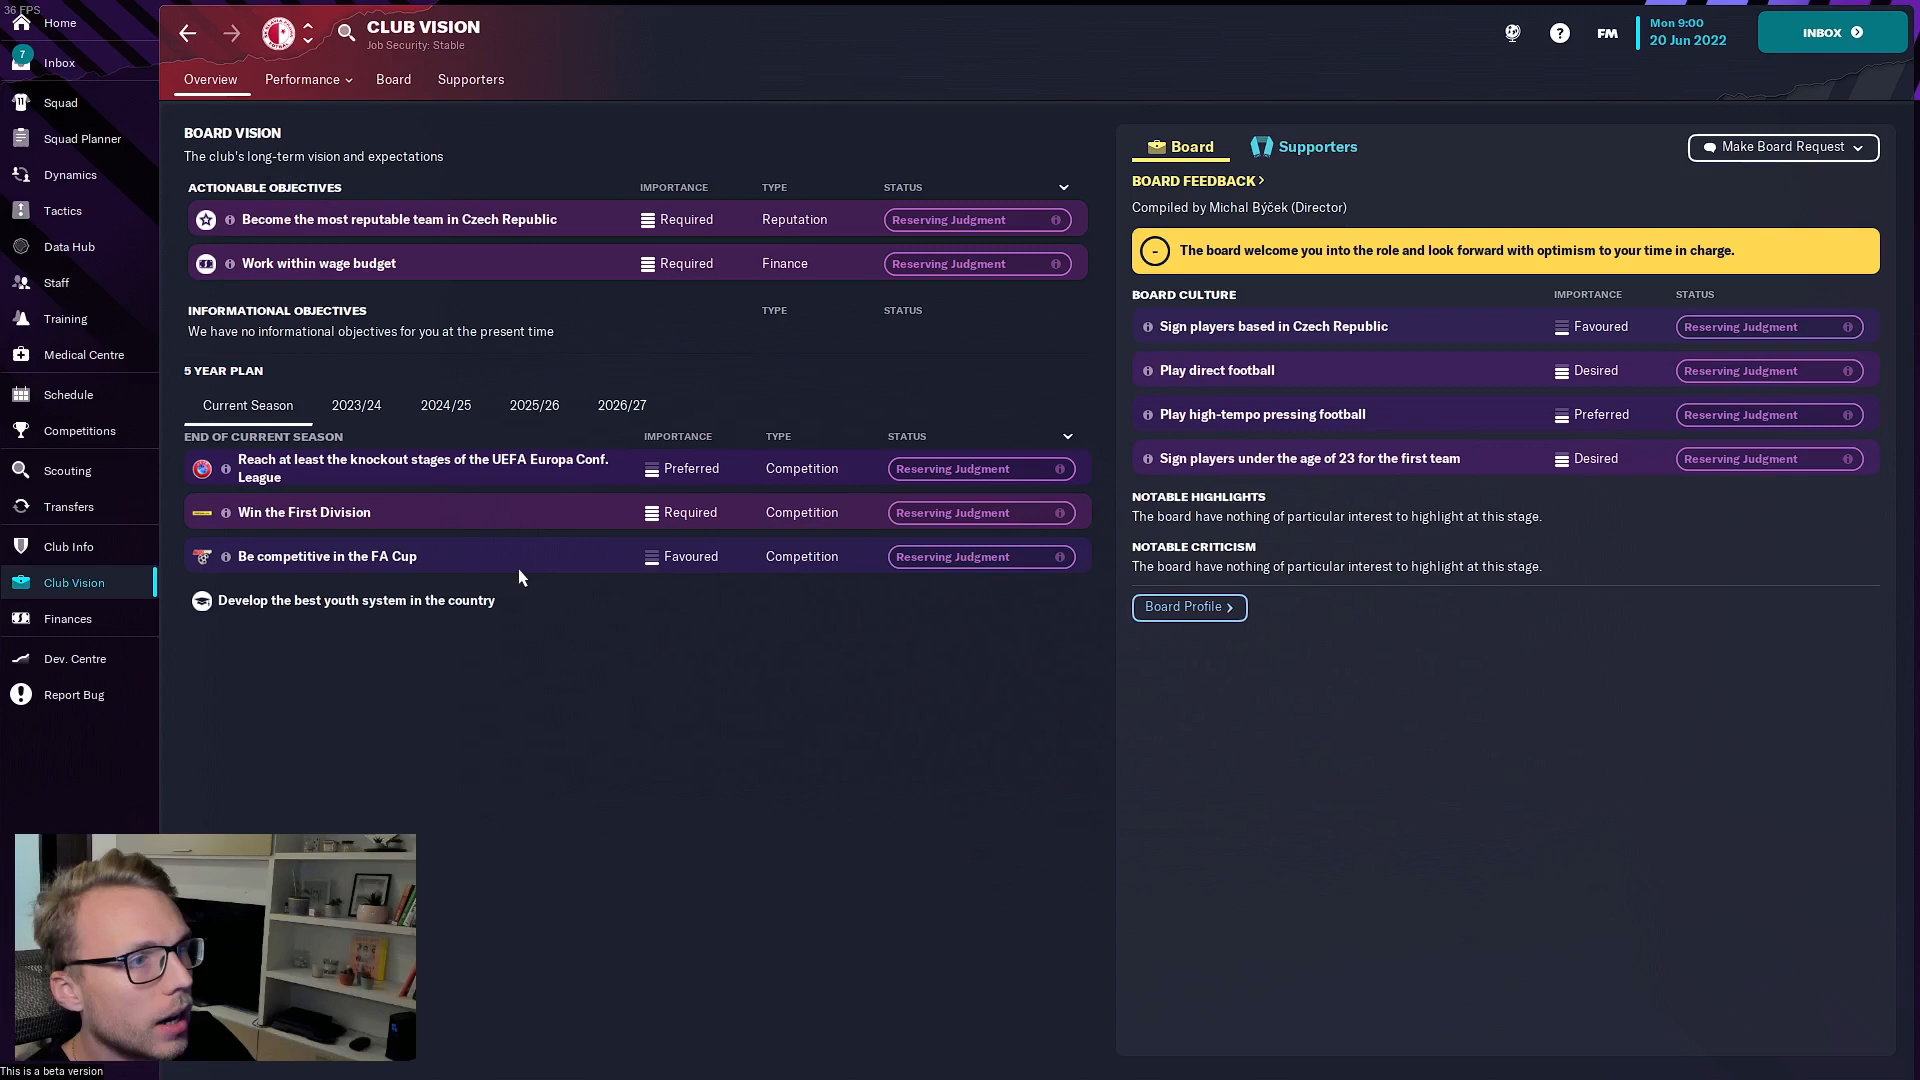 36 FPS
Home
7
Inbox
Squad
Squad Planner
Dynamics
Tactics
Data Hub
Staff
Training
Medical Centre
Schedule
Competitions
Scouting
Transfers
Club Info
Club Vision
Finances
Dev. Centre
Report Bug
This is a beta version
CLUB VISION
Job Security: Stable
FM
Mon 9:00
20 Jun 2022
INBOX
Overview
Performance
Board
Supporters
BOARD VISION
The club's long-term vision and expectations
ACTIONABLE OBJECTIVES IMPORTANCE TYPE STATUS
Become the most reputable team in Czech Republic Required Reputation Reserving Judgment
Work within wage budget Required Finance Reserving Judgment
INFORMATIONAL OBJECTIVES TYPE STATUS
We have no informational objectives for you at the present time
5 YEAR PLAN
Current Season 2023/24 2024/25 2025/26 2026/27
END OF CURRENT SEASON IMPORTANCE TYPE STATUS
Reach at least the knockout stages of the UEFA Europa Conf.
League Preferred Competition Reserving Judgment
Win the First Division Required Competition Reserving Judgment
Be competitive in the FA Cup Favoured Competition Reserving Judgment
Develop the best youth system in the country
Board
Supporters
Make Board Request
BOARD FEEDBACK
Compiled by Michal Býček (Director)
- The board welcome you into the role and look forward with optimism to your time in charge.
BOARD CULTURE IMPORTANCE STATUS
Sign players based in Czech Republic Favoured Reserving Judgment
Play direct football Desired Reserving Judgment
Play high-tempo pressing football Preferred Reserving Judgment
Sign players under the age of 23 for the first team Desired Reserving Judgment
NOTABLE HIGHLIGHTS
The board have nothing of particular interest to highlight at this stage.
NOTABLE CRITICISM
The board have nothing of particular interest to highlight at this stage.
Board Profile